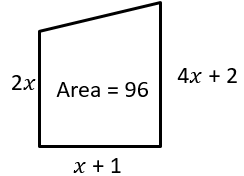 2x
Area = 96
4x + 2
x + 1